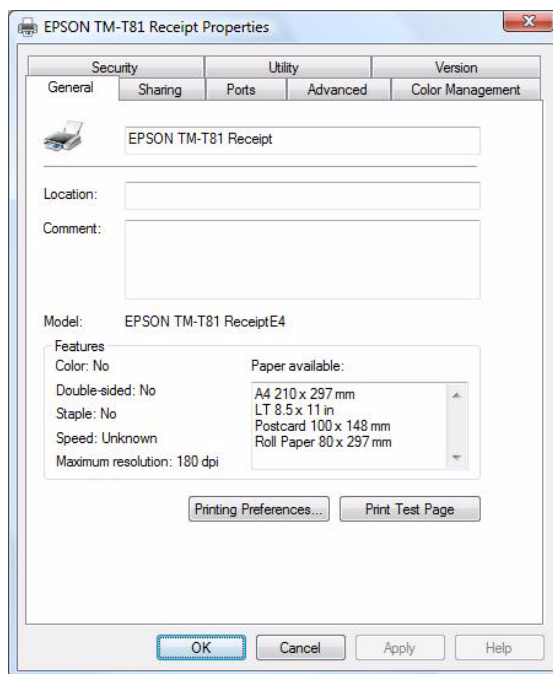 EPSON TM-T81 Receipt Properties
Security Utility Version
General Sharing Ports Advanced Color Management
EPSON TM-T81 Receipt
Location:
Comment:
Model: EPSON TM-T81 ReceiptE4
Features
Color: No
Double-sided: No
Staple: No
Speed: Unknown
Maximum resolution: 180 dpi
Paper available:
A4 210 x 297 mm
LT 8.5 x 11 in
Postcard 100 x 148 mm
Roll Paper 80 x 297 mm
Printing Preferences... Print Test Page
OK Cancel Apply Help